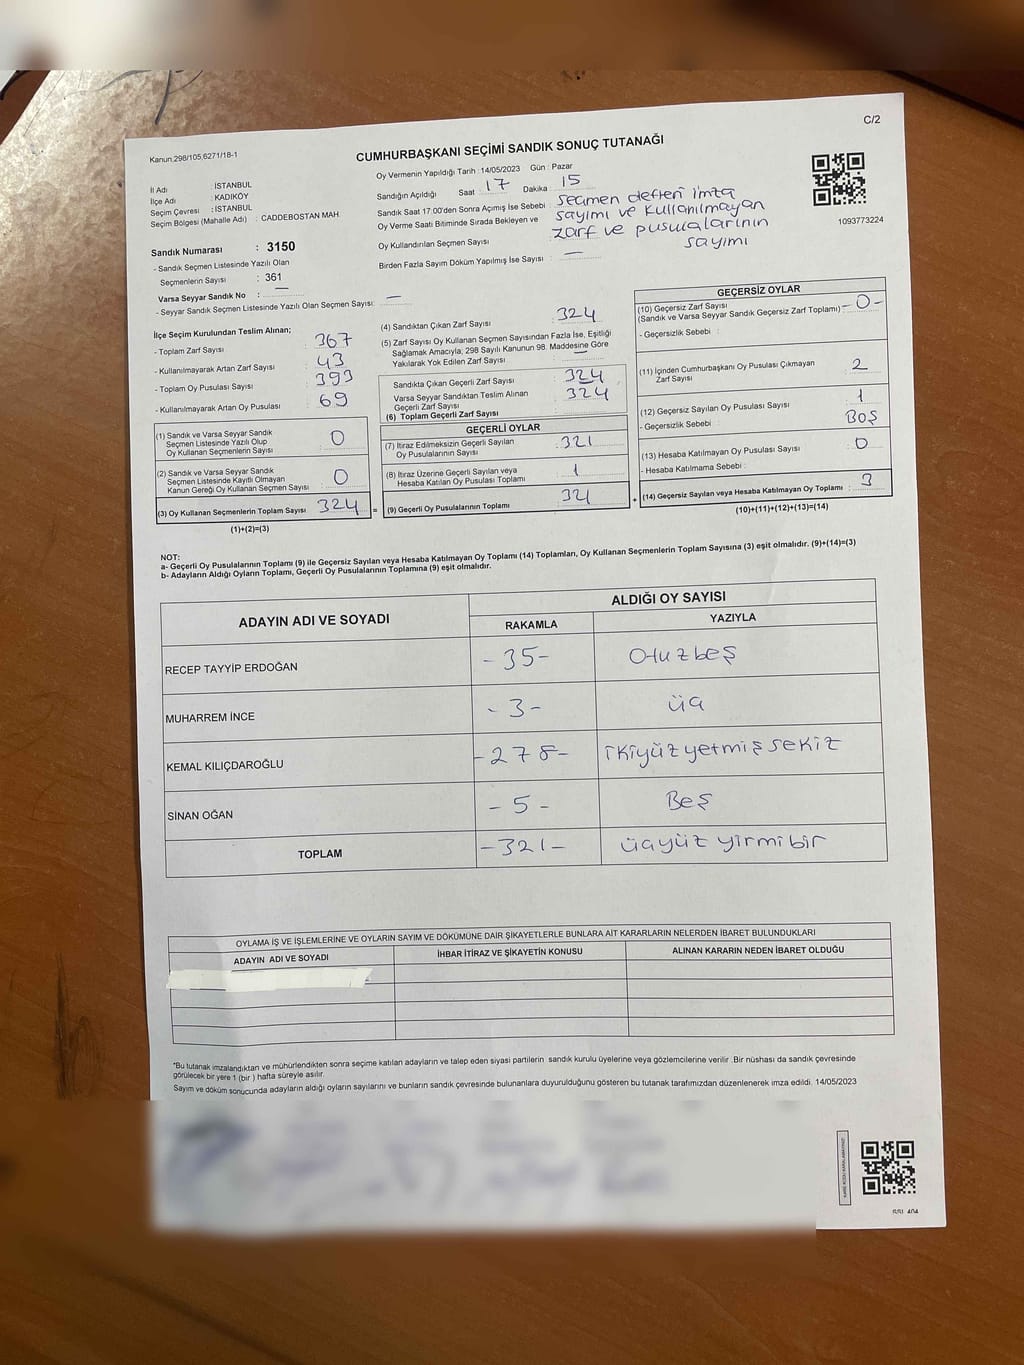 C/2
Kanun.298/105,6271/18-1
CUMHURBAŞKANI SEÇİMİ SANDIK SONUÇ TUTANAĞI
İl Adı : İSTANBUL
İlçe Adı : KADIKÖY
Seçim Çevresi : İSTANBUL
Seçim Bölgesi (Mahalle Adı) : CADDEBOSTAN MAH.
Sandık Numarası : 3150
- Sandık Seçmen Listesinde Yazılı Olan
Seçmenlerin Sayısı : 361
Varsa Seyyar Sandık No : —
- Seyyar Sandık Seçmen Listesinde Yazılı Olan Seçmen Sayısı: —
Oy Vermenin Yapıldığı Tarih : 14/05/2023 Gün : Pazar
Sandığın Açıldığı Saat 17 Dakika 15
Sandık Saat 17:00'den Sonra Açımış İse Sebebi : seçmen defteri imza
sayımı ve kullanılmayan
zarf ve pusulalarının
sayımı
Oy Verme Saati Bitiminde Sırada Bekleyen ve
Oy Kullandırılan Seçmen Sayısı
Birden Fazla Sayım Döküm Yapılmış İse Sayısı : —
1093773224
İlçe Seçim Kurulundan Teslim Alınan;
- Toplam Zarf Sayısı : 367
- Kullanılmayarak Artan Zarf Sayısı : 43
- Toplam Oy Pusulası Sayısı : 393
- Kullanılmayarak Artan Oy Pusulası : 69
(1) Sandık ve Varsa Seyyar Sandık
Seçmen Listesinde Yazılı Olup
Oy Kullanan Seçmenlerin Sayısı : 0
(2) Sandık ve Varsa Seyyar Sandık
Seçmen Listesinde Kayıtlı Olmayan
Kanun Gereği Oy Kullanan Seçmen Sayısı : 0
(3) Oy Kullanan Seçmenlerin Toplam Sayısı : 324
(1)+(2)=(3)
(4) Sandıktan Çıkan Zarf Sayısı : 324
(5) Zarf Sayısı Oy Kullanan Seçmen Sayısından Fazla İse, Eşitliği
Sağlamak Amacıyla; 298 Sayılı Kanunun 98. Maddesine Göre
Yakılarak Yok Edilen Zarf Sayısı : —
Sandıkta Çıkan Geçerli Zarf Sayısı : 324
Varsa Seyyar Sandıktan Teslim Alınan : 324
Geçerli Zarf Sayısı
(6) Toplam Geçerli Zarf Sayısı
GEÇERLİ OYLAR
(7) İtiraz Edilmeksizin Geçerli Sayılan
Oy Pusulalarının Sayısı : 321
(8) İtiraz Üzerine Geçerli Sayılan veya
Hesaba Katılan Oy Pusulası Toplamı : 1
= (9) Geçerli Oy Pusulalarının Toplamı : 321
GEÇERSİZ OYLAR
(10) Geçersiz Zarf Sayısı
(Sandık ve Varsa Seyyar Sandık Geçersiz Zarf Toplamı) -0-
- Geçersizlik Sebebi :
(11) İçinden Cumhurbaşkanı Oy Pusulası Çıkmayan
Zarf Sayısı : 2
(12) Geçersiz Sayılan Oy Pusulası Sayısı : 1
- Geçersizlik Sebebi : BOŞ
(13) Hesaba Katılmayan Oy Pusulası Sayısı : 0
- Hesaba Katılmama Sebebi :
+ (14) Geçersiz Sayılan veya Hesaba Katılmayan Oy Toplamı : 3
(10)+(11)+(12)+(13)=(14)
NOT:
a- Geçerli Oy Pusulalarının Toplamı (9) ile Geçersiz Sayılan veya Hesaba Katılmayan Oy Toplamı (14) Toplamları, Oy Kullanan Seçmenlerin Toplam Sayısına (3) eşit olmalıdır. (9)+(14)=(3)
b- Adayların Aldığı Oyların Toplamı, Geçerli Oy Pusulalarının Toplamına (9) eşit olmalıdır.
ADAYIN ADI VE SOYADI
ALDIĞI OY SAYISI
RAKAMLA YAZIYLA
RECEP TAYYİP ERDOĞAN -35- Otuzbeş
MUHARREM İNCE -3- üç
KEMAL KILIÇDAROĞLU -278- ikiyüzyetmişsekiz
SİNAN OĞAN -5- Beş
TOPLAM -321- üçyüz yirmibir
OYLAMA İŞ VE İŞLEMLERİNE VE OYLARIN SAYIM VE DÖKÜMÜNE DAİR ŞİKAYETLERLE BUNLARA AİT KARARLARIN NELERDEN İBARET BULUNDUKLARI
ADAYIN ADI VE SOYADI İHBAR İTİRAZ VE ŞİKAYETİN KONUSU ALINAN KARARIN NEDEN İBARET OLDUĞU
*Bu tutanak imzalandıktan ve mühürlendikten sonra seçime katılan adayların ve talep eden siyasi partilerin sandık kurulu üyelerine veya gözlemcilerine verilir .Bir nüshası da sandık çevresinde
görülecek bir yere 1 (bir ) hafta süreyle asılır.
Sayım ve döküm sonucunda adayların aldığı oyların sayılarını ve bunların sandık çevresinde bulunanlara duyurulduğunu gösteren bu tutanak tarafımızdan düzenlenerek imza edildi. 14/05/2023